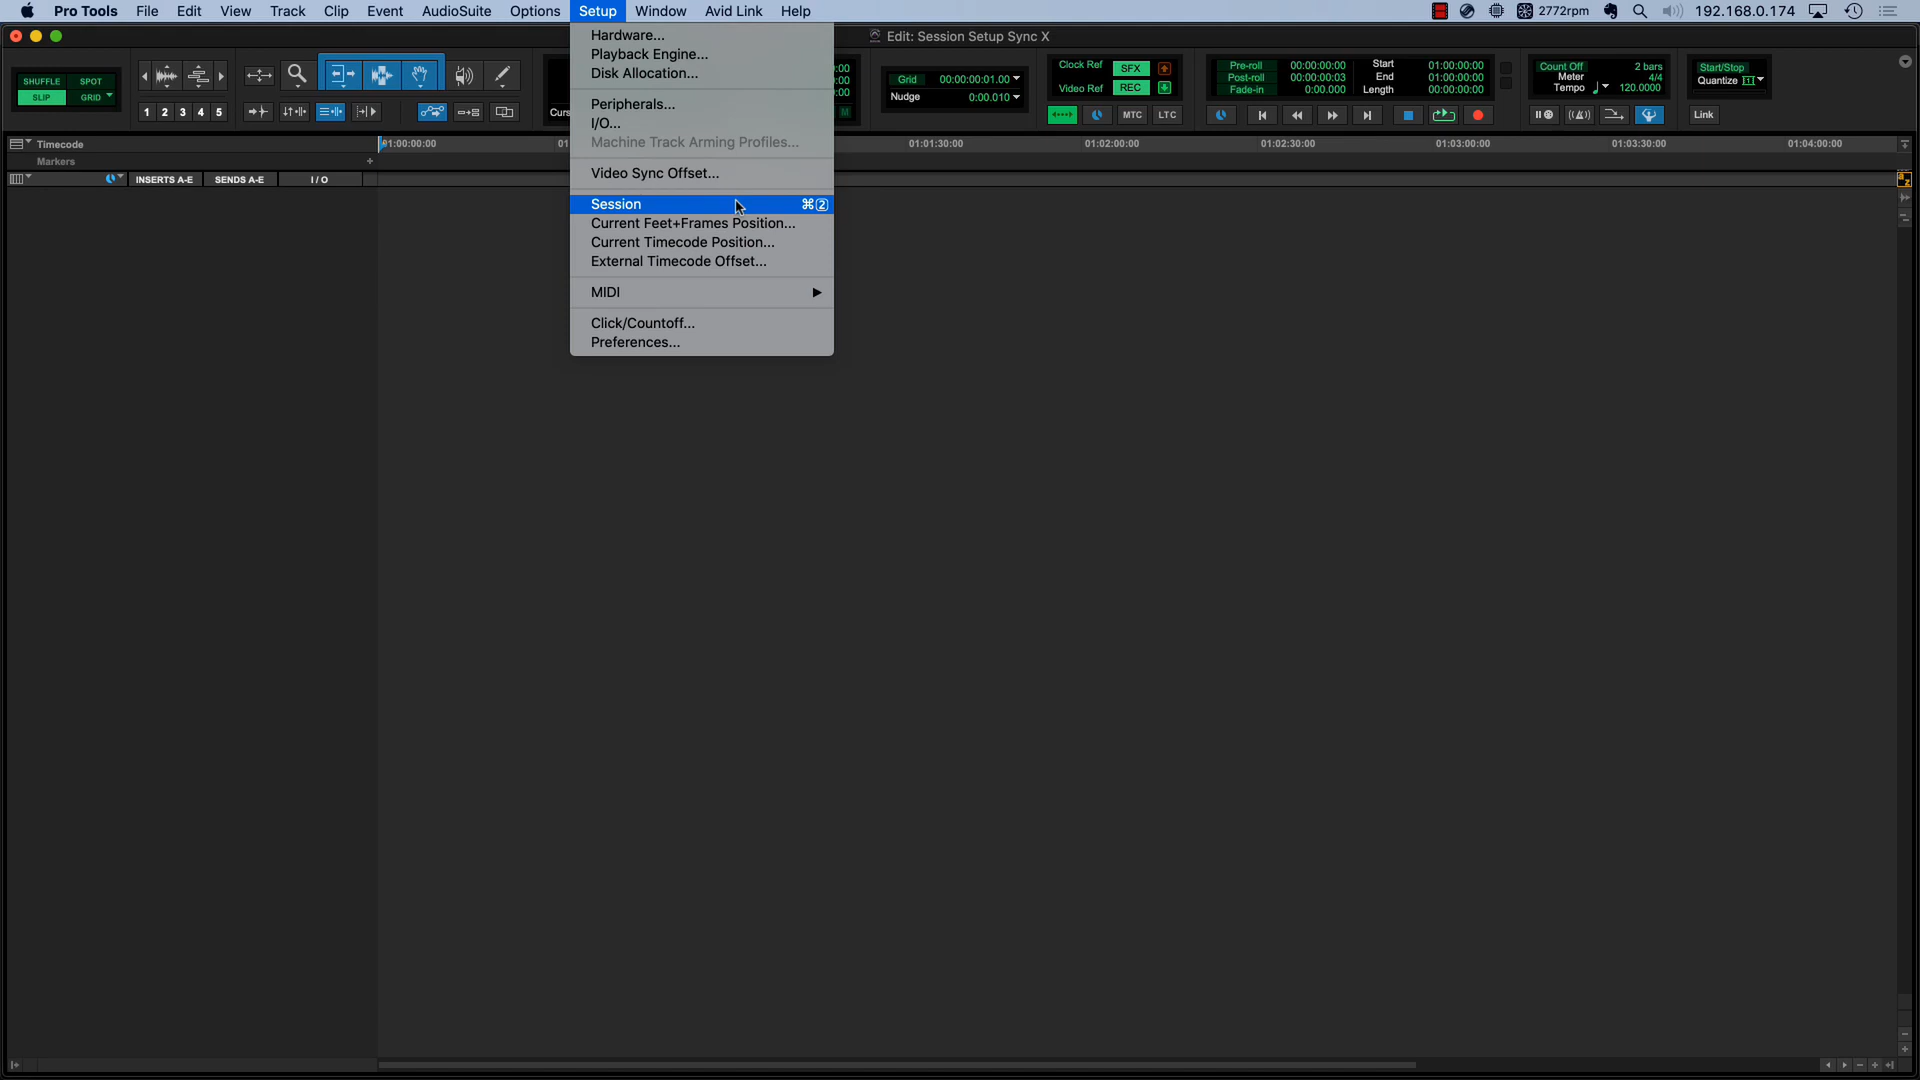 Pro Tools File Edit View Track Clip Event AudioSuite Options Setup Window Avid Link Help 2772rpm 192.168.0.174
Edit: Session Setup Sync X
SHUFFLE SPOT
SLIP GRID
1 2 3 4 5
Curs
:00
0:00
0:00
M
Grid 00:00:00:01.00
Nudge 0:00.010
Clock Ref SFX
Video Ref REC
MTC LTC
Pre-roll 00:00:00:00
Post-roll 00:00:00:03
Fade-in 0:00.000
Start 01:00:00:00
End 01:00:00:00
Length 00:00:00:00
Count Off 2 bars
Meter 4/4
Tempo 120.0000
Start/Stop
Quantize
Link
Hardware...
Playback Engine...
Disk Allocation...
Peripherals...
I/O...
Machine Track Arming Profiles...
Video Sync Offset...
Session ⌘2
Current Feet+Frames Position...
Current Timecode Position...
External Timecode Offset...
MIDI
Click/Countoff...
Preferences...
Timecode 01:00:00:00 01 01:01:30:00 01:02:00:00 01:02:30:00 01:03:00:00 01:03:30:00 01:04:00:00
Markers
INSERTS A-E SENDS A-E I / O
a
z